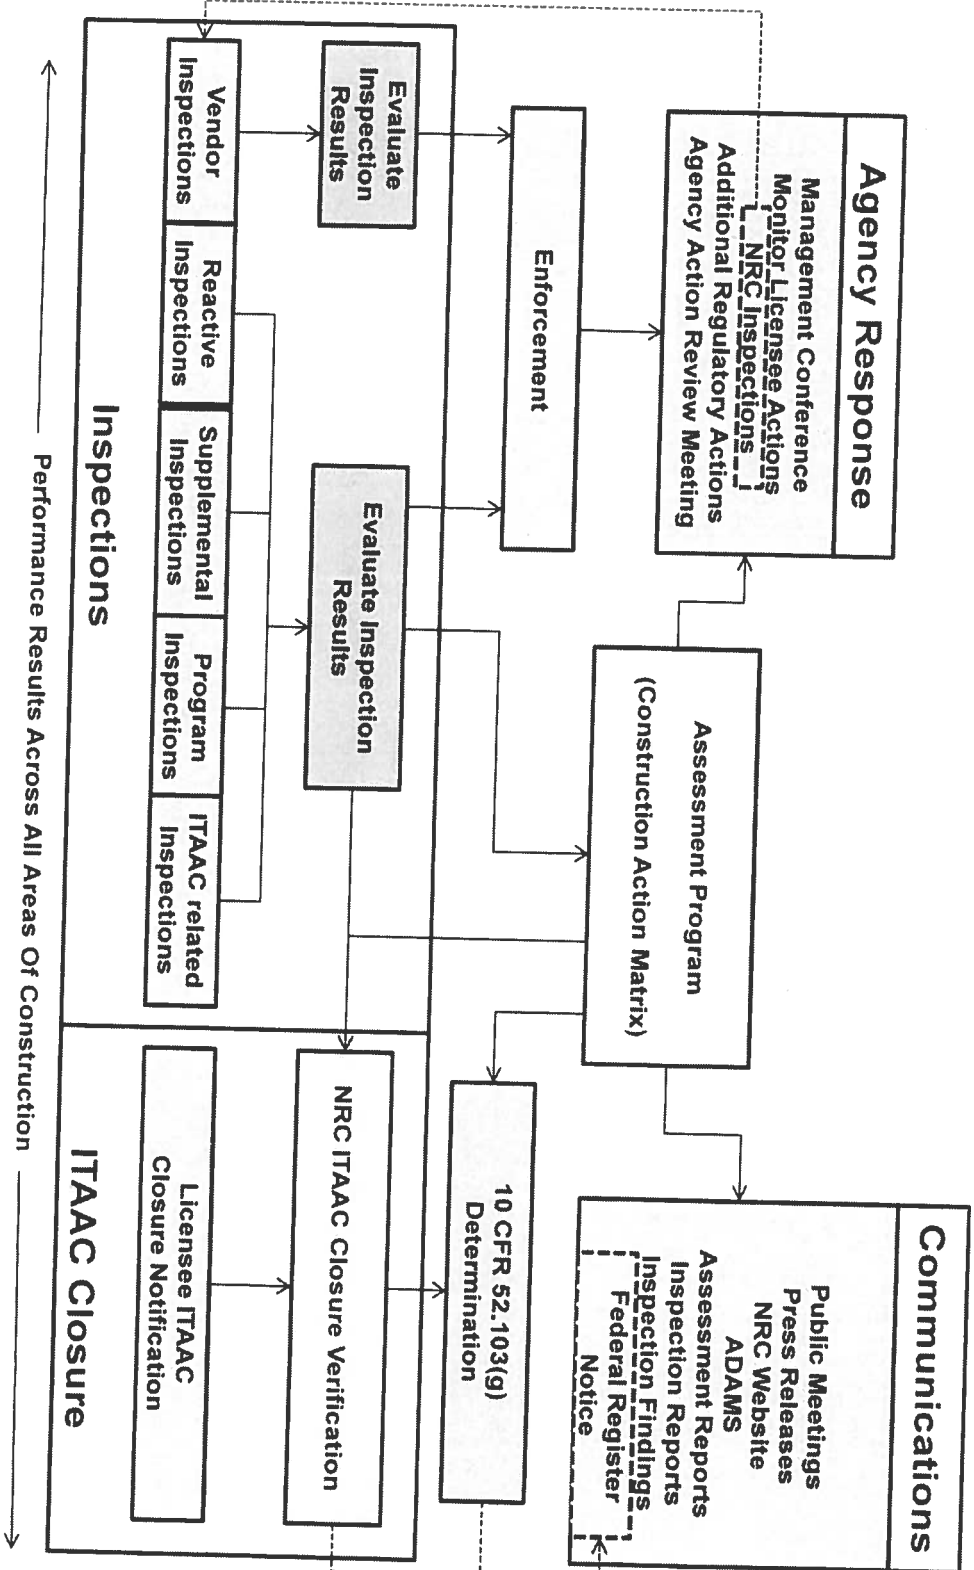 Agency Response
Management Conference
Monitor Licensee Actions
NRC Inspections
Additional Regulatory Actions
Agency Action Review Meeting
Communications
Public Meetings
Press Releases
NRC Website
ADAMS
Assessment Reports
Inspection Reports
Inspection Findings
Federal Register
Notice
Assessment Program
(Construction Action Matrix)
Enforcement
10 CFR 52.103(g)
Determination
Evaluate
Inspection
Results
Evaluate Inspection
Results
NRC ITAAC Closure Verification
Vendor
Inspections
Reactive
Inspections
Supplemental
Inspections
Program
Inspections
ITAAC related
Inspections
Licensee ITAAC
Closure Notification
Inspections
ITAAC Closure
Performance Results Across All Areas Of Construction